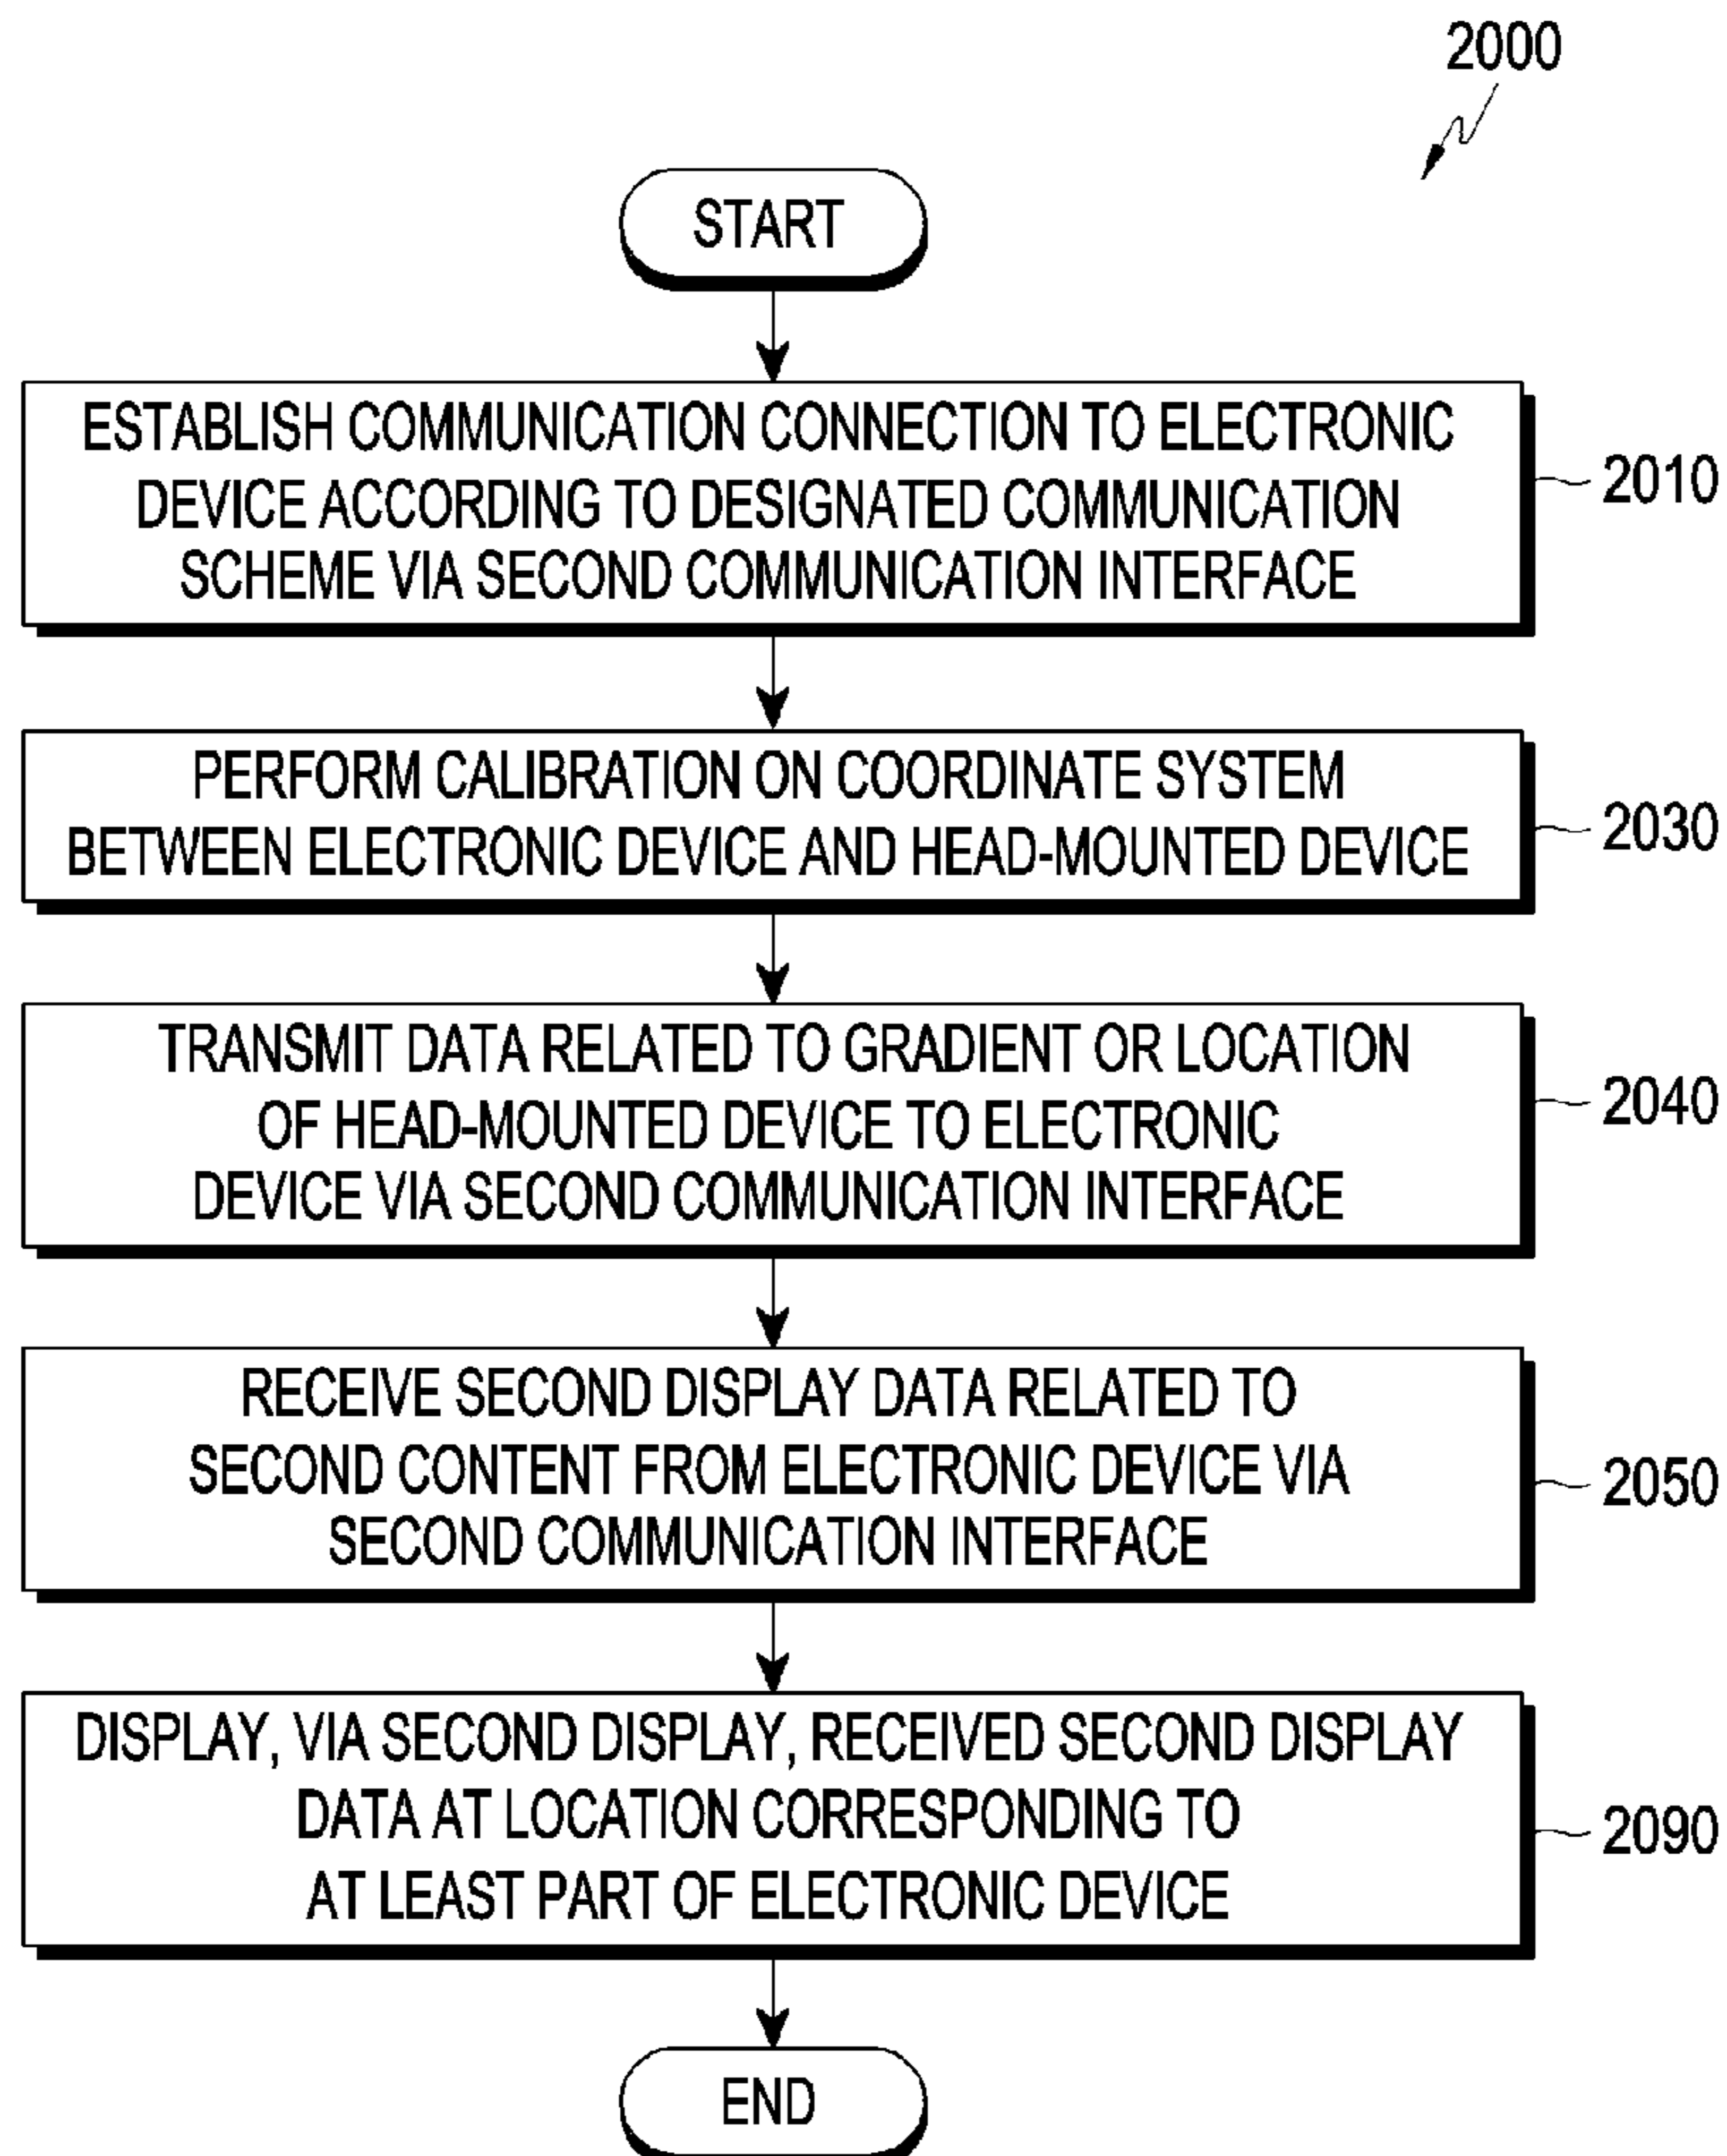 2000
START
ESTABLISH COMMUNICATION CONNECTION TO ELECTRONIC
DEVICE ACCORDING TO DESIGNATED COMMUNICATION
SCHEME VIA SECOND COMMUNICATION INTERFACE
2010
PERFORM CALIBRATION ON COORDINATE SYSTEM
BETWEEN ELECTRONIC DEVICE AND HEAD-MOUNTED DEVICE
2030
TRANSMIT DATA RELATED TO GRADIENT OR LOCATION
OF HEAD-MOUNTED DEVICE TO ELECTRONIC
DEVICE VIA SECOND COMMUNICATION INTERFACE
2040
RECEIVE SECOND DISPLAY DATA RELATED TO
SECOND CONTENT FROM ELECTRONIC DEVICE VIA
SECOND COMMUNICATION INTERFACE
2050
DISPLAY, VIA SECOND DISPLAY, RECEIVED SECOND DISPLAY
DATA AT LOCATION CORRESPONDING TO
AT LEAST PART OF ELECTRONIC DEVICE
2090
END